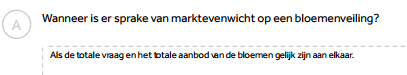 A
Wanneer is er sprake van marktevenwicht op een bloemenveiling?
Als de totale vraag en het totale aanbod van de bloemen gelijk zijn aan elkaar.